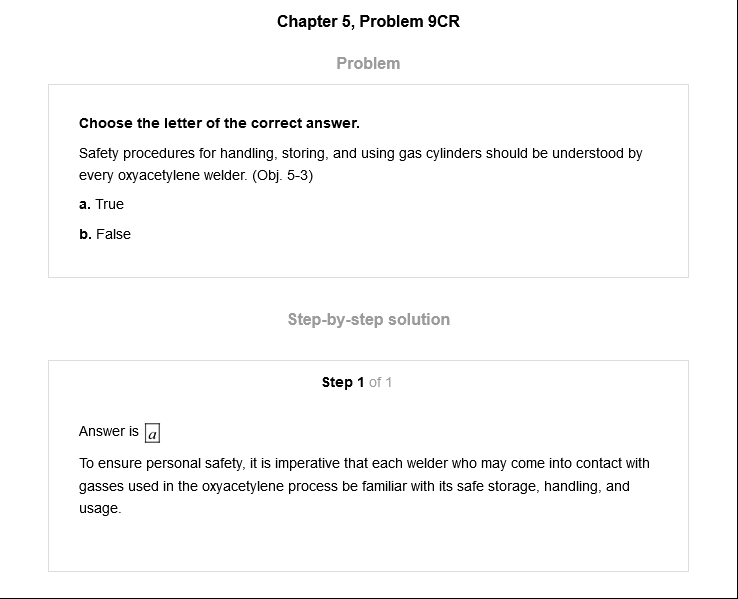 Chapter 5, Problem 9CR
Problem
Choose the letter of the correct answer.
Safety procedures for handling, storing, and using gas cylinders should be understood by
every oxyacetylene welder. (Obj. 5-3)
a. True
b. False
Step-by-step solution
Step 1 of 1
Answer is a
To ensure personal safety, it is imperative that each welder who may come into contact with
gasses used in the oxyacetylene process be familiar with its safe storage, handling, and
usage.